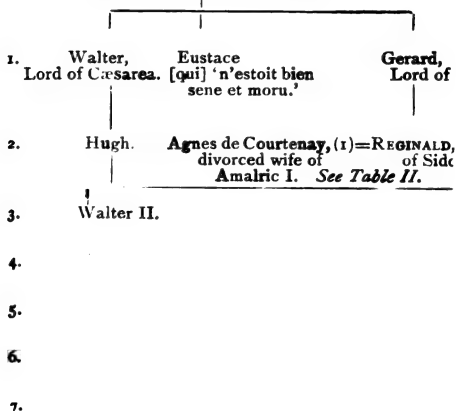 1. Walter, Eustace Gerard,
Lord of Cæsarea. [qui] 'n'estoit bien Lord of
sene et moru.'
2. Hugh. Agnes de Courtenay, (1)=REGINALD,
divorced wife of of Sido
Amalric I. See Table II.
3. Walter II.
4.
5.
6.
7.